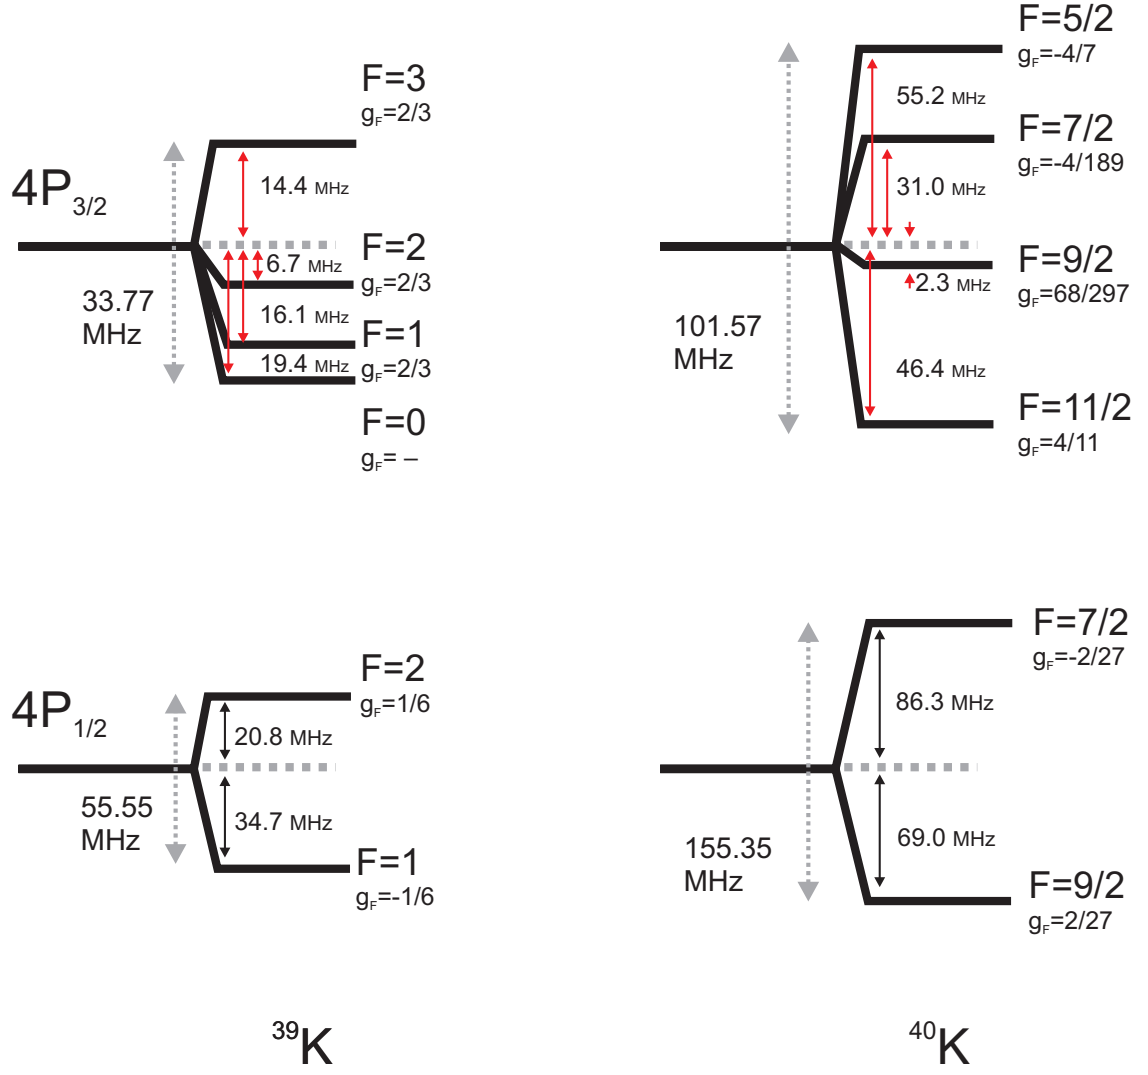 F=3
gF=2/3
14.4 MHz
4P3/2
F=2
6.7 MHz
gF=2/3
33.77
MHz
16.1 MHz
F=1
19.4 MHz
gF=2/3
F=0
gF= –
F=5/2
gF=-4/7
55.2 MHz
F=7/2
gF=-4/189
31.0 MHz
F=9/2
2.3 MHz
gF=68/297
101.57
MHz
46.4 MHz
F=11/2
gF=4/11
F=2
gF=1/6
4P1/2
20.8 MHz
55.55
MHz
34.7 MHz
F=1
gF=-1/6
F=7/2
gF=-2/27
86.3 MHz
155.35
MHz
69.0 MHz
F=9/2
gF=2/27
39K
40K